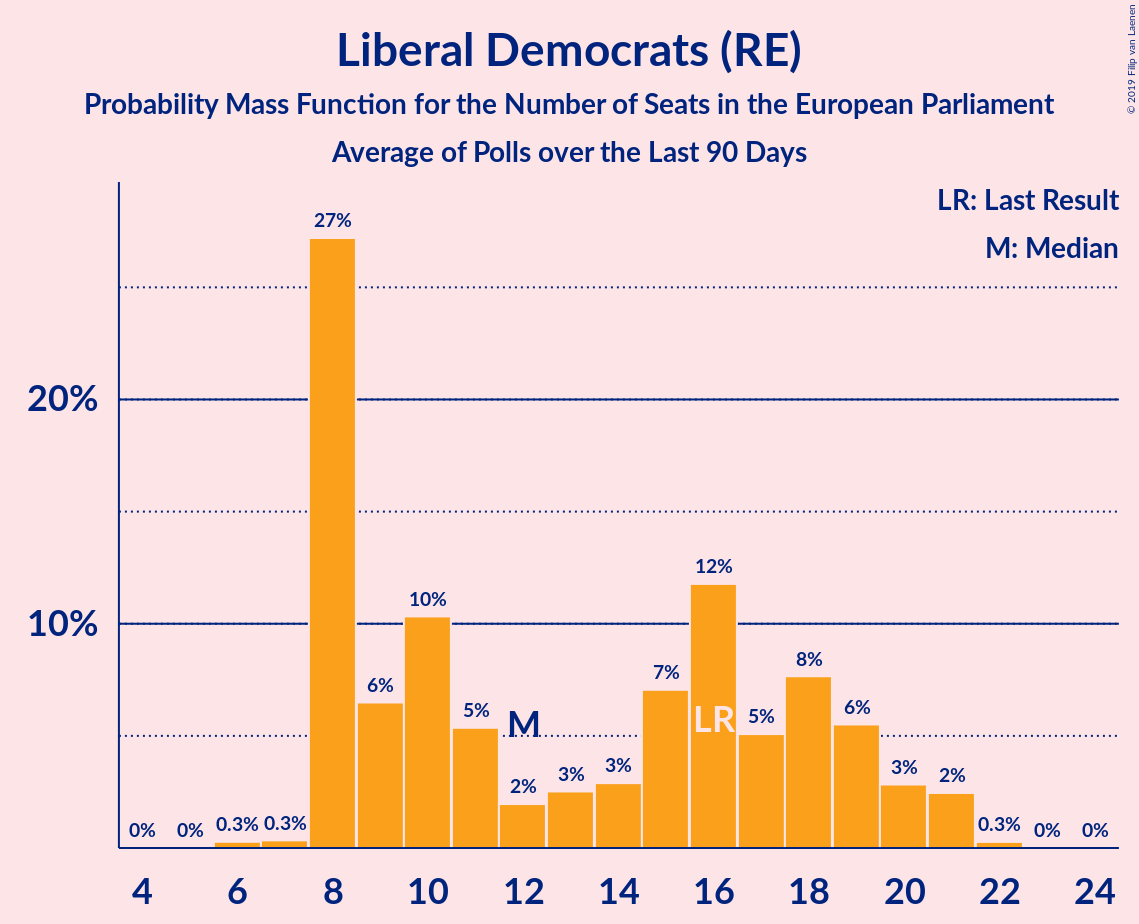 Liberal Democrats (RE)
Probability Mass Function for the Number of Seats in the European Parliament
Average of Polls over the Last 90 Days
© 2019 Filip van Laenen
LR: Last Result
M: Median
20%
10%
0%
0%
0.3%
0.3%
27%
6%
10%
5%
2%
3%
3%
7%
12%
5%
8%
6%
3%
2%
0.3%
0%
0%
M
LR
4 6 8 10 12 14 16 18 20 22 24